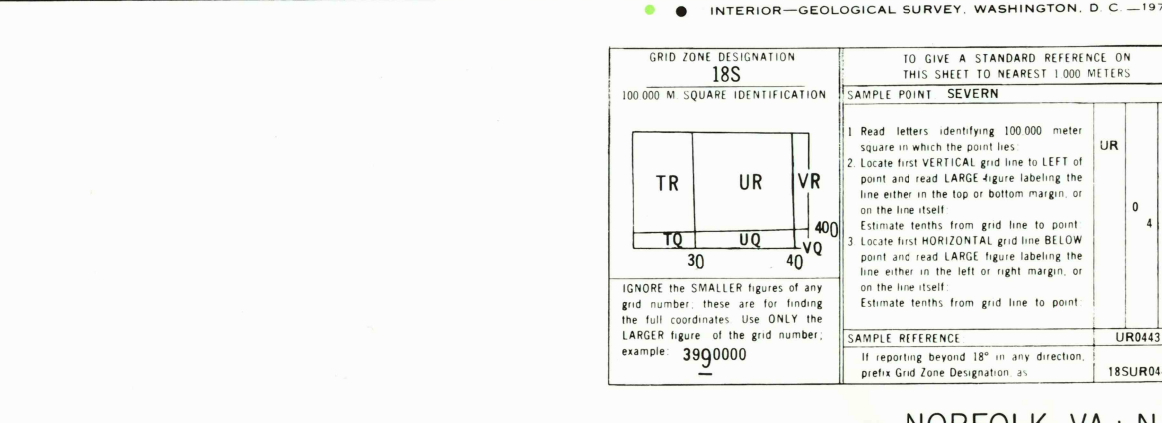 INTERIOR—GEOLOGICAL SURVEY, WASHINGTON, D. C. —197
GRID ZONE DESIGNATION
18S
100 000 M. SQUARE IDENTIFICATION
TR UR VR
400
TQ UQ VQ
30 40
IGNORE the SMALLER figures of any
grid number; these are for finding
the full coordinates. Use ONLY the
LARGER figure of the grid number;
example: 3990000
TO GIVE A STANDARD REFERENCE ON
THIS SHEET TO NEAREST 1 000 METERS
SAMPLE POINT SEVERN
1 Read letters identifying 100 000 meter
square in which the point lies: UR
2. Locate first VERTICAL grid line to LEFT of
point and read LARGE figure labeling the
line either in the top or bottom margin, or
on the line itself: 0
Estimate tenths from grid line to point: 4
3 Locate first HORIZONTAL grid line BELOW
point and read LARGE figure labeling the
line either in the left or right margin, or
on the line itself:
Estimate tenths from grid line to point:
SAMPLE REFERENCE UR0443
If reporting beyond 18° in any direction,
prefix Grid Zone Designation, as 18SUR04
NORFOLK, VA.; N